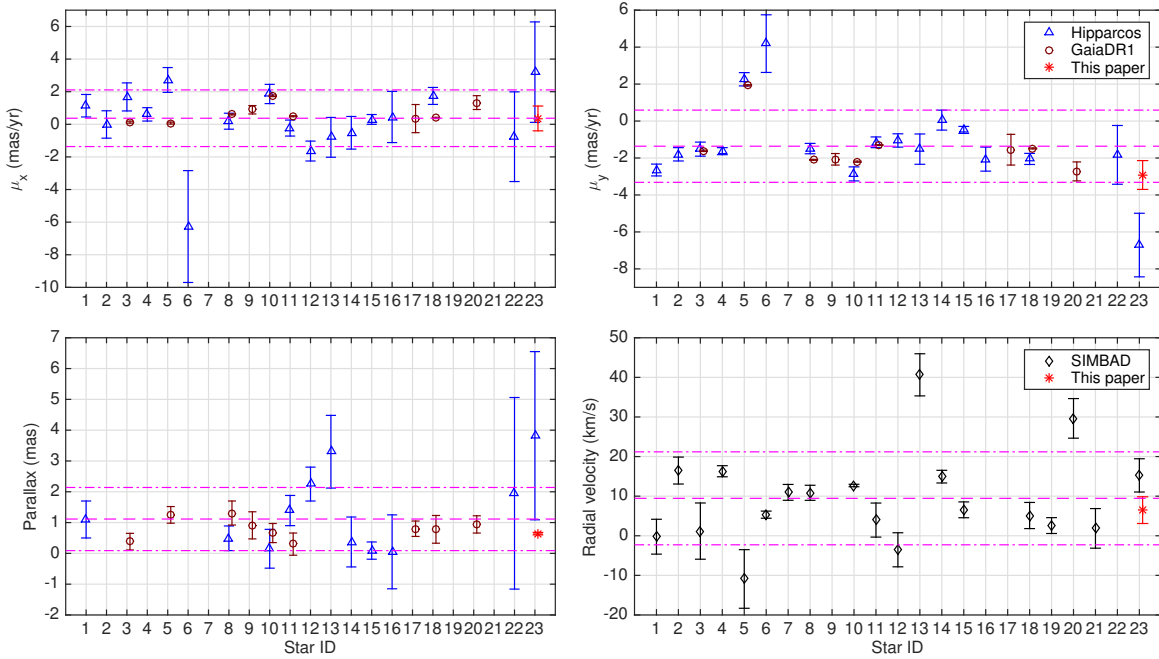 μx (mas/yr)
6
4
2
0
-2
-4
-6
-8
-10
1 2 3 4 5 6 7 8 9 10 11 12 13 14 15 16 17 18 19 20 21 22 23
μy (mas/yr)
6
4
2
0
-2
-4
-6
-8
1 2 3 4 5 6 7 8 9 10 11 12 13 14 15 16 17 18 19 20 21 22 23
Hipparcos
GaiaDR1
This paper
Parallax (mas)
7
6
5
4
3
2
1
0
-1
-2
1 2 3 4 5 6 7 8 9 10 11 12 13 14 15 16 17 18 19 20 21 22 23
Star ID
Radial velocity (km/s)
50
40
30
20
10
0
-10
-20
1 2 3 4 5 6 7 8 9 10 11 12 13 14 15 16 17 18 19 20 21 22 23
Star ID
SIMBAD
This paper